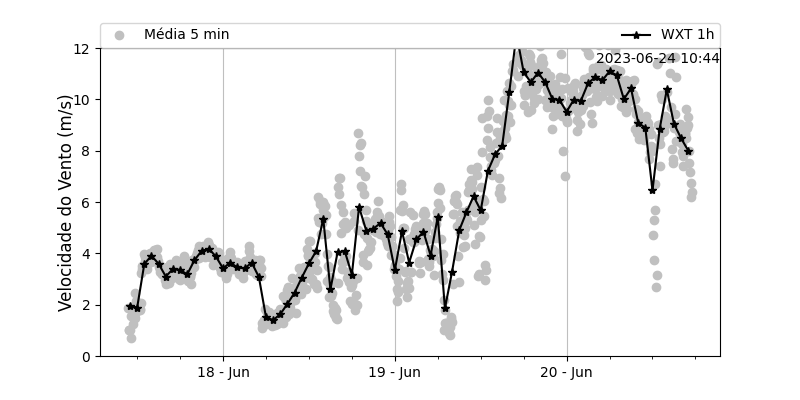 Média 5 min
WXT 1h
2023-06-24 10:44
Velocidade do Vento (m/s)
12
10
8
6
4
2
0
18 - Jun
19 - Jun
20 - Jun